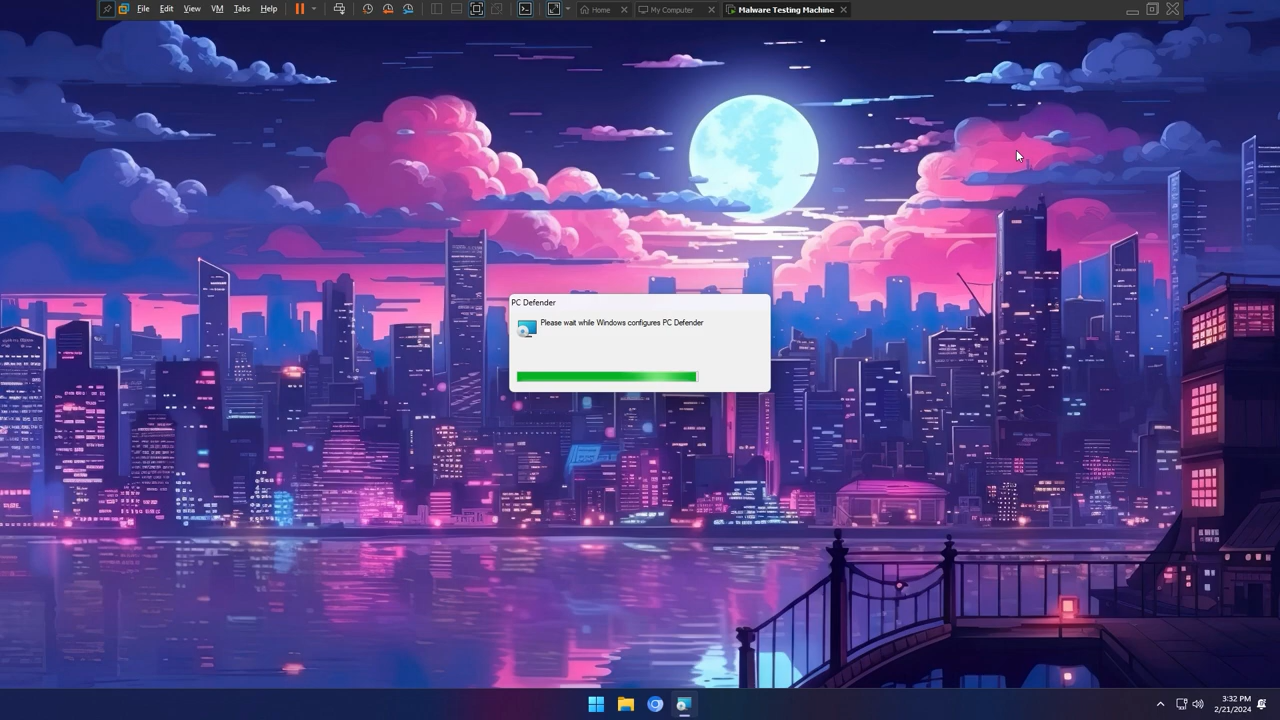 File Edit View VM Tabs Help Home My Computer Malware Testing Machine
PC Defender
Please wait while Windows configures PC Defender
3:32 PM
2/21/2024